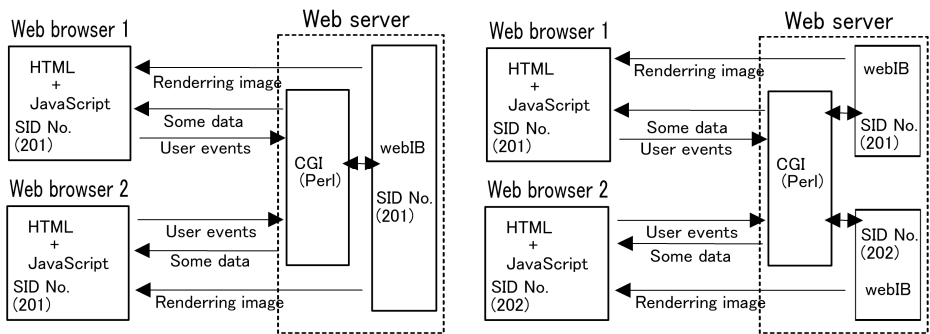 Web browser 1
HTML
+
JavaScript
SID No.
(201)
Renderring image
Some data
User events
Web browser 2
HTML
+
JavaScript
SID No.
(201)
User events
Some data
Renderring image
Web server
CGI
(Perl)
webIB
SID No.
(201)
Web browser 1
HTML
+
JavaScript
SID No.
(201)
Renderring image
Some data
User events
Web browser 2
HTML
+
JavaScript
SID No.
(202)
User events
Some data
Renderring image
Web server
CGI
(Perl)
webIB
SID No.
(201)
SID No.
(202)
webIB